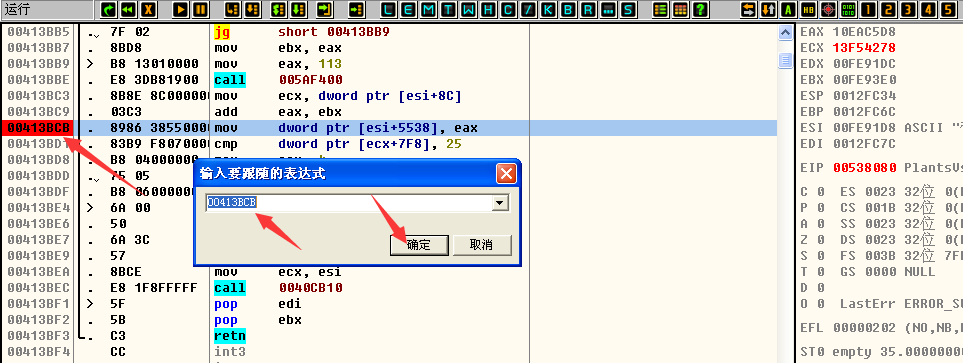 运行 L E M T W H C / K B R ... S ? A HB 1 2 3 4 5
00413BB5 .⌄ 7F 02 jg short 00413BB9
00413BB7 . 8BD8 mov ebx, eax
00413BB9 > B8 13010000 mov eax, 113
00413BBE . E8 3DB81900 call 005AF400
00413BC3 . 8B8E 8C00000 mov ecx, dword ptr [esi+8C]
00413BC9 . 03C3 add eax, ebx
00413BCB . 8986 3855000 mov dword ptr [esi+5538], eax
00413BD1 . 83B9 F807000 cmp dword ptr [ecx+7F8], 25
00413BD8 . B8 04000000
00413BDD 75 05
00413BDF . B8 0600000
00413BE4 > 6A 00
00413BE6 . 50
00413BE7 . 6A 3C
00413BE9 . 57
00413BEA . 8BCE mov ecx, esi
00413BEC . E8 1F8FFFFF call 0040CB10
00413BF1 > 5F pop edi
00413BF2 . 5B pop ebx
00413BF3 . C3 retn
00413BF4 CC int3
输入要跟随的表达式
00413BCB
确定 取消
EAX 10EAC5D8
ECX 13F54278
EDX 00FE91DC
EBX 00FE93E0
ESP 0012FC34
EBP 0012FC6C
ESI 00FE91D8 ASCII
EDI 0012FC7C
EIP 00538080 PlantsVs
C 0 ES 0023 32位 0(
P 0 CS 001B 32位 0(
A 0 SS 0023 32位 0(
Z 0 DS 0023 32位 0(
S 0 FS 003B 32位 7F
T 0 GS 0000 NULL
D 0
O 0 LastErr ERROR_SU
EFL 00000202 (NO,NB,
ST0 empty 35.0000000